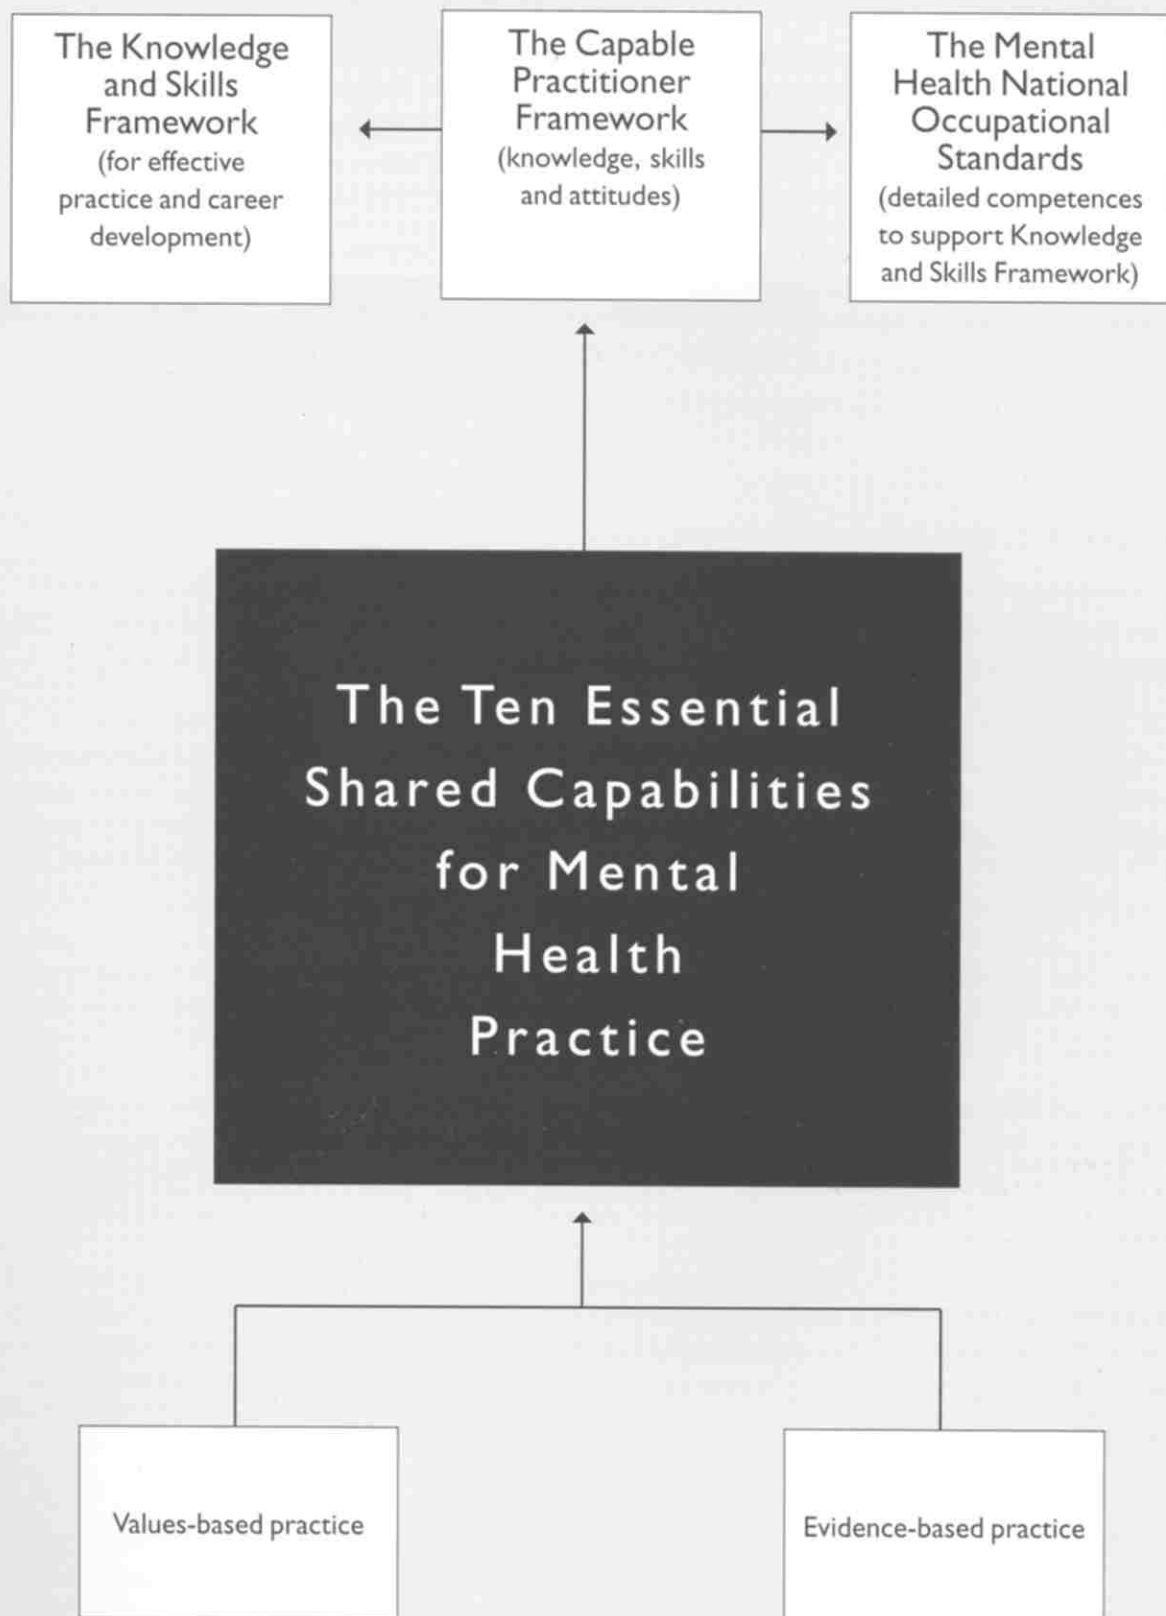 The Knowledge
and Skills
Framework
(for effective
practice and career
development)
The Capable
Practitioner
Framework
(knowledge, skills
and attitudes)
The Mental
Health National
Occupational
Standards
(detailed competences
to support Knowledge
and Skills Framework)
The Ten Essential
Shared Capabilities
for Mental
Health
Practice
Values-based practice
Evidence-based practice